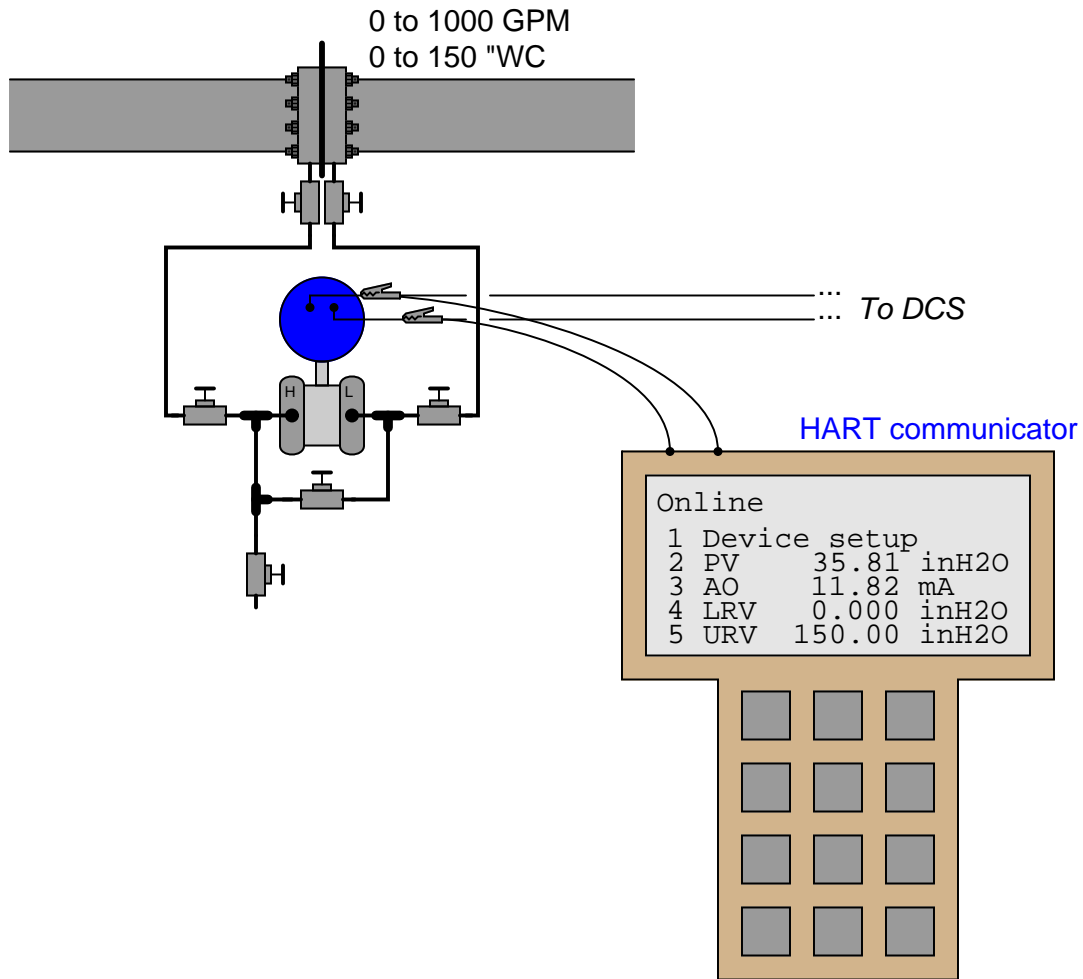 0 to 1000 GPM
0 to 150 "WC
... To DCS
...
H L
HART communicator
Online
1 Device setup
2 PV 35.81 inH2O
3 AO 11.82 mA
4 LRV 0.000 inH2O
5 URV 150.00 inH2O